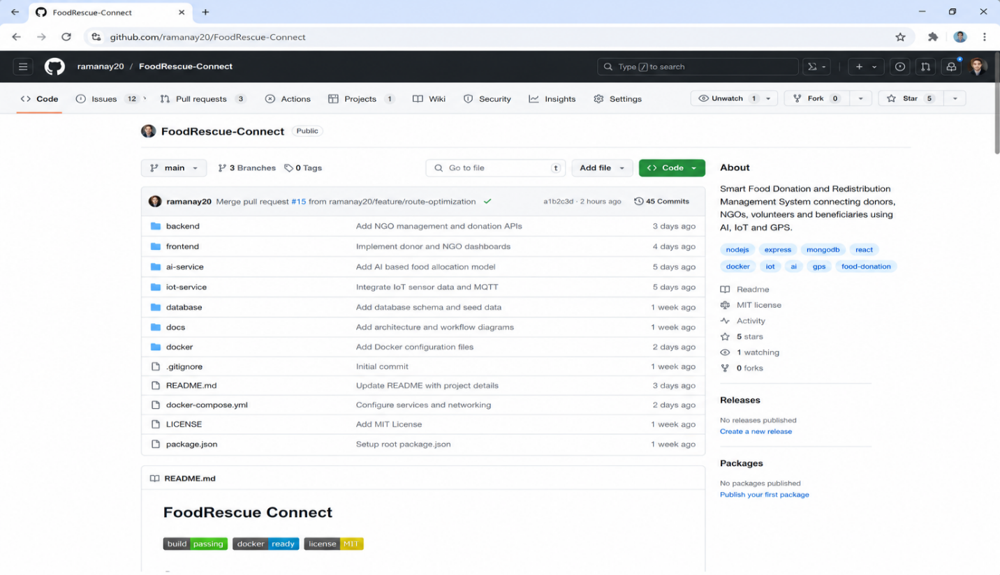 FoodRescue-Connect
github.com/ramanay20/FoodRescue-Connect
ramanay20 / FoodRescue-Connect
Type / to search
Code
Issues 12
Pull requests 3
Actions
Projects 1
Wiki
Security
Insights
Settings
Unwatch 1
Fork 0
Star 5
FoodRescue-Connect Public
main
3 Branches
0 Tags
Go to file t
Add file
Code
ramanay20 Merge pull request #15 from ramanay20/feature/route-optimization a1b2c3d · 2 hours ago 45 Commits
backend Add NGO management and donation APIs 3 days ago
frontend Implement donor and NGO dashboards 4 days ago
ai-service Add AI based food allocation model 5 days ago
iot-service Integrate IoT sensor data and MQTT 5 days ago
database Add database schema and seed data 1 week ago
docs Add architecture and workflow diagrams 1 week ago
docker Add Docker configuration files 2 days ago
.gitignore Initial commit 1 week ago
README.md Update README with project details 3 days ago
docker-compose.yml Configure services and networking 2 days ago
LICENSE Add MIT License 1 week ago
package.json Setup root package.json 1 week ago
README.md
FoodRescue Connect
build passing docker ready license MIT
About
Smart Food Donation and Redistribution
Management System connecting donors,
NGOs, volunteers and beneficiaries using
AI, IoT and GPS.
nodejs express mongodb react
docker iot ai gps food-donation
Readme
MIT license
Activity
5 stars
1 watching
0 forks
Releases
No releases published
Create a new release
Packages
No packages published
Publish your first package